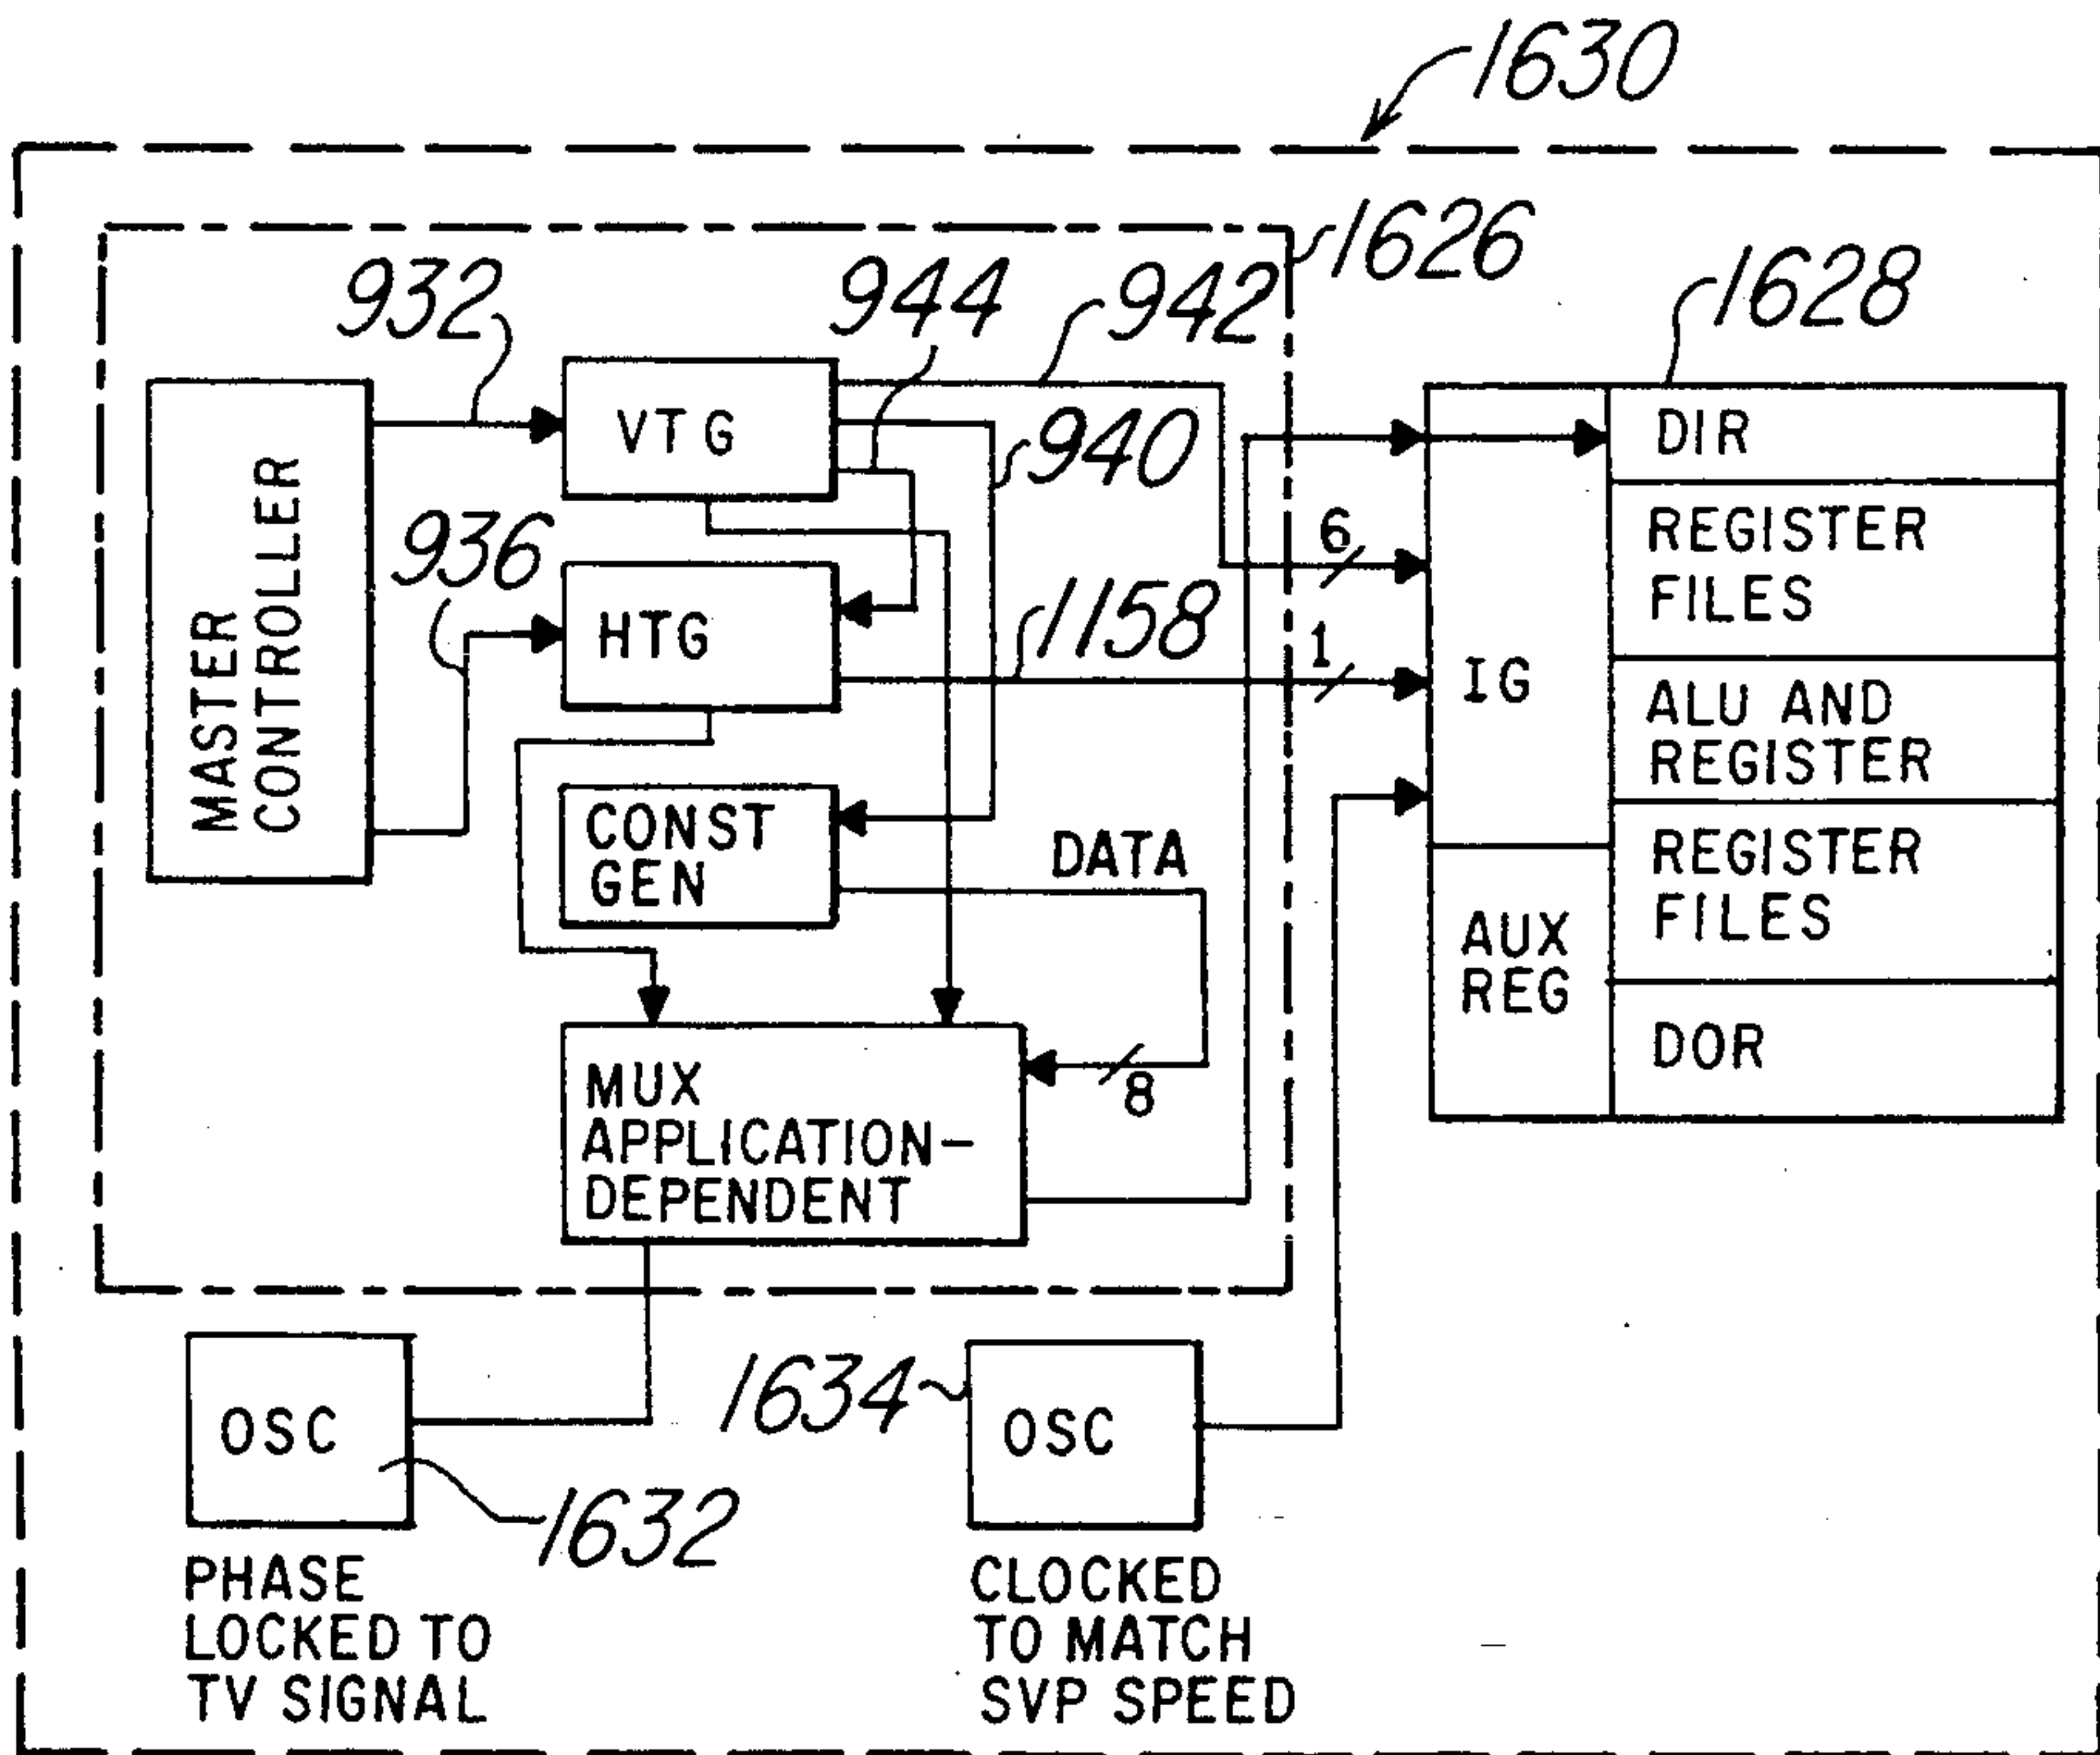 1630
1626
1628
932
944
942
940
936
1158
MASTER
CONTROLLER
VTG
HTG
CONST
GEN
DATA
MUX
APPLICATION-
DEPENDENT
8
6
1
IG
AUX
REG
DIR
REGISTER
FILES
ALU AND
REGISTER
REGISTER
FILES
DOR
OSC
1632
PHASE
LOCKED TO
TV SIGNAL
1634
OSC
CLOCKED
TO MATCH
SVP SPEED